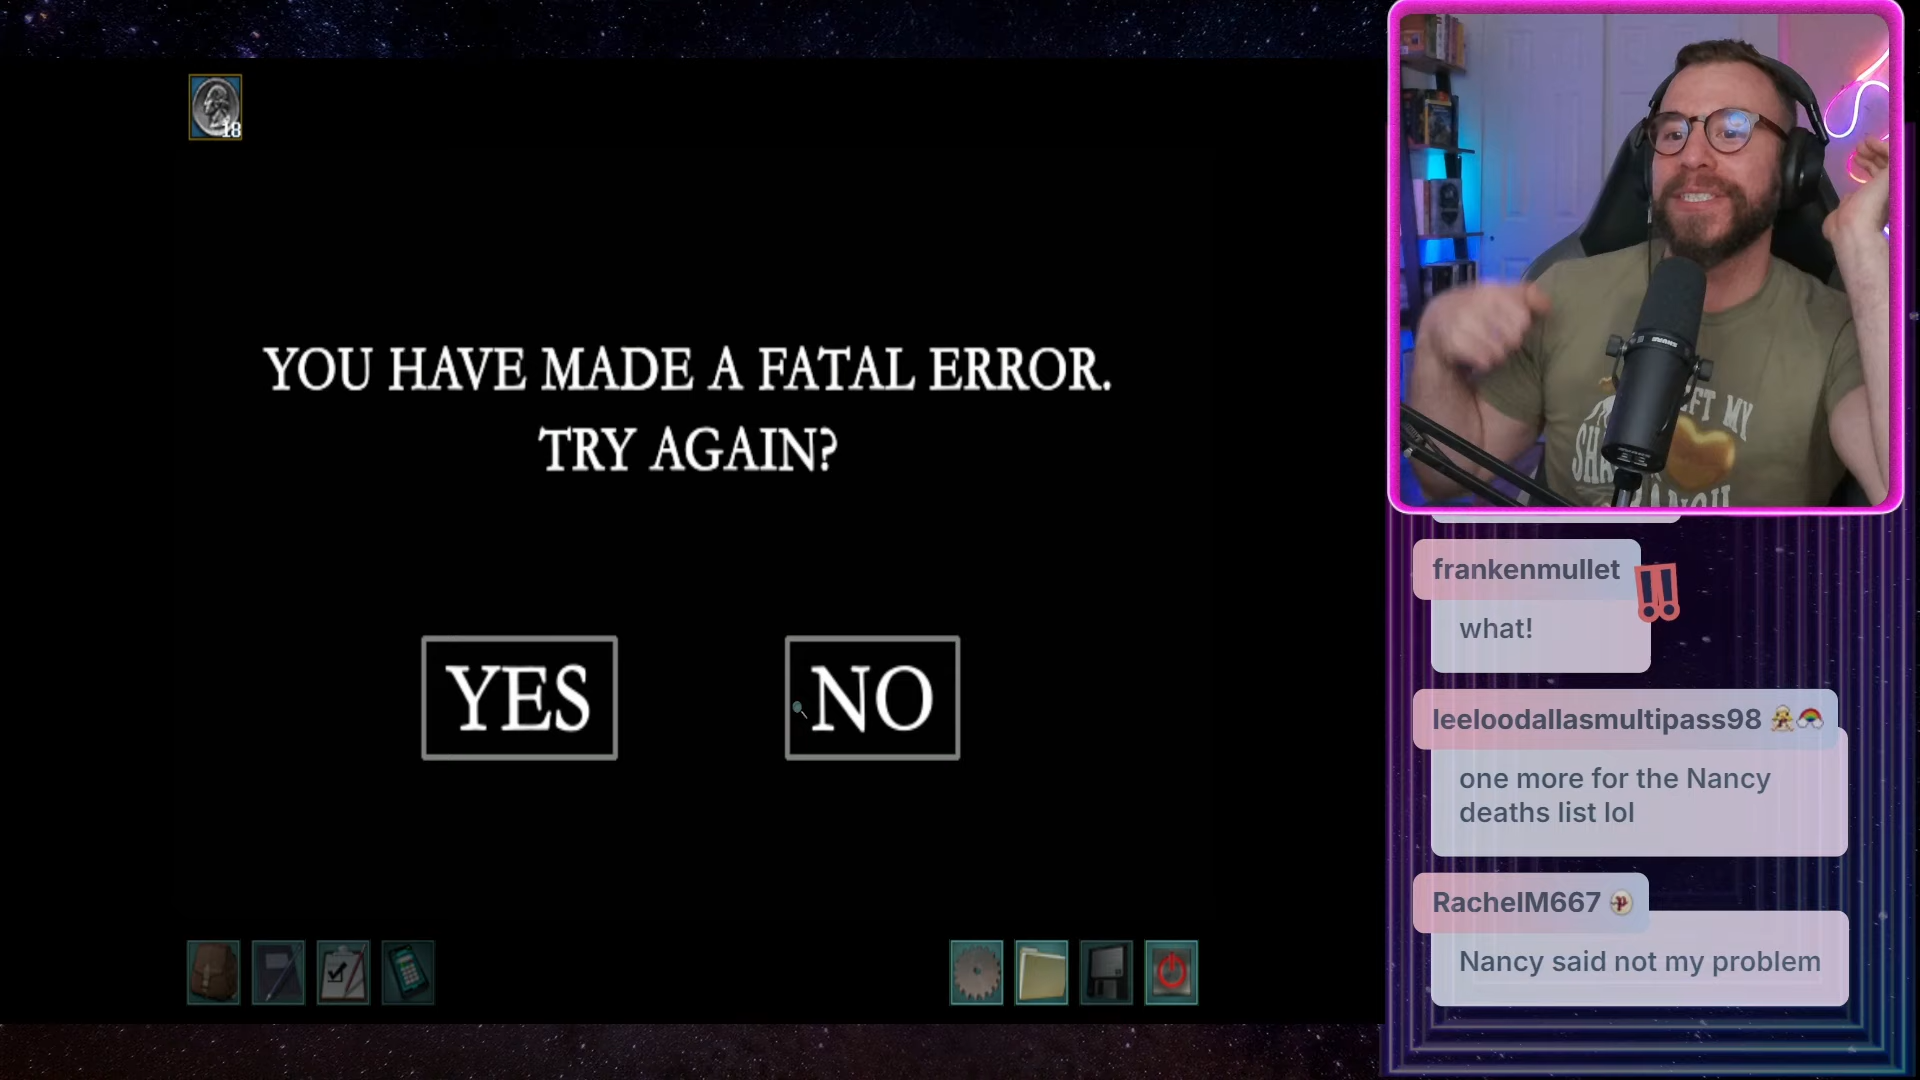 18
YOU HAVE MADE A FATAL ERROR.
TRY AGAIN?
YES
NO
frankenmullet
what!
leeloodallasmultipass98
one more for the Nancy
deaths list lol
RachelM667
Nancy said not my problem